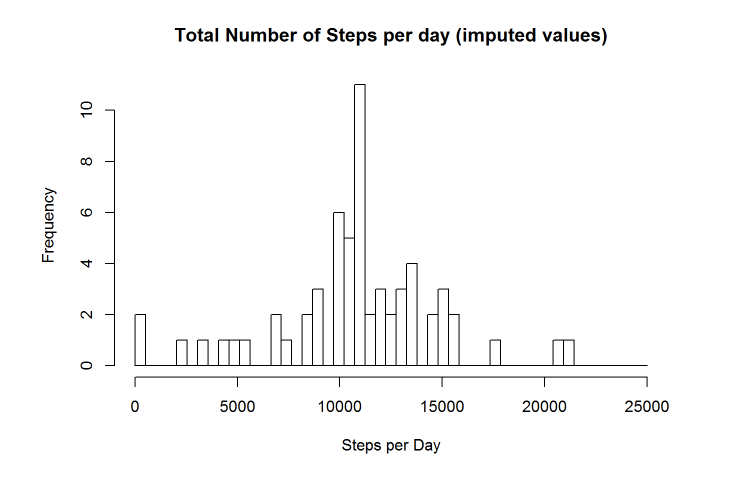 Total Number of Steps per day (imputed values)
Frequency
10
8
6
4
2
0
0 5000 10000 15000 20000 25000
Steps per Day